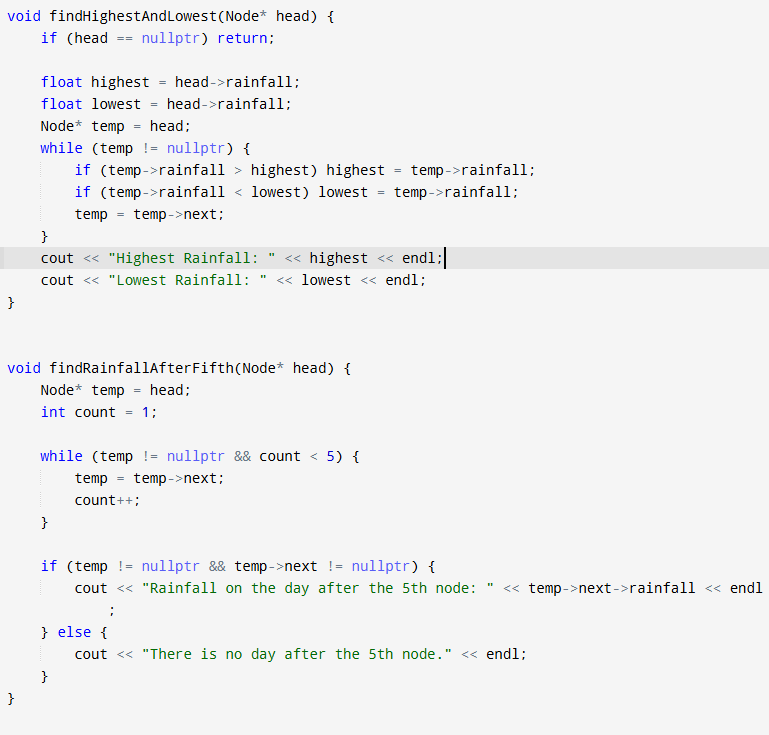 void findHighestAndLowest(Node* head) {
    if (head == nullptr) return;

    float highest = head->rainfall;
    float lowest = head->rainfall;
    Node* temp = head;
    while (temp != nullptr) {
        if (temp->rainfall > highest) highest = temp->rainfall;
        if (temp->rainfall < lowest) lowest = temp->rainfall;
        temp = temp->next;
    }
    cout << "Highest Rainfall: " << highest << endl;
    cout << "Lowest Rainfall: " << lowest << endl;
}


void findRainfallAfterFifth(Node* head) {
    Node* temp = head;
    int count = 1;

    while (temp != nullptr && count < 5) {
        temp = temp->next;
        count++;
    }

    if (temp != nullptr && temp->next != nullptr) {
        cout << "Rainfall on the day after the 5th node: " << temp->next->rainfall << endl
            ;
    } else {
        cout << "There is no day after the 5th node." << endl;
    }
}